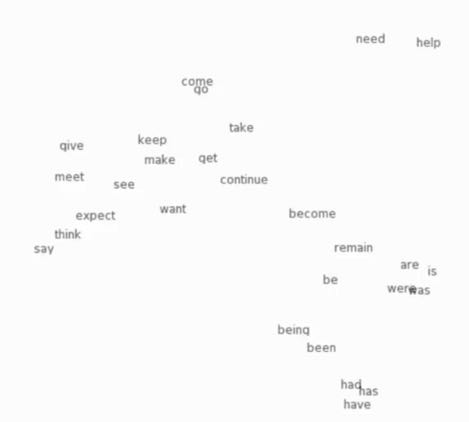 need
help
come
go
take
keep
give
make
get
meet
see
continue
want
expect
become
think
say
remain
are
is
be
were
was
being
been
had
has
have